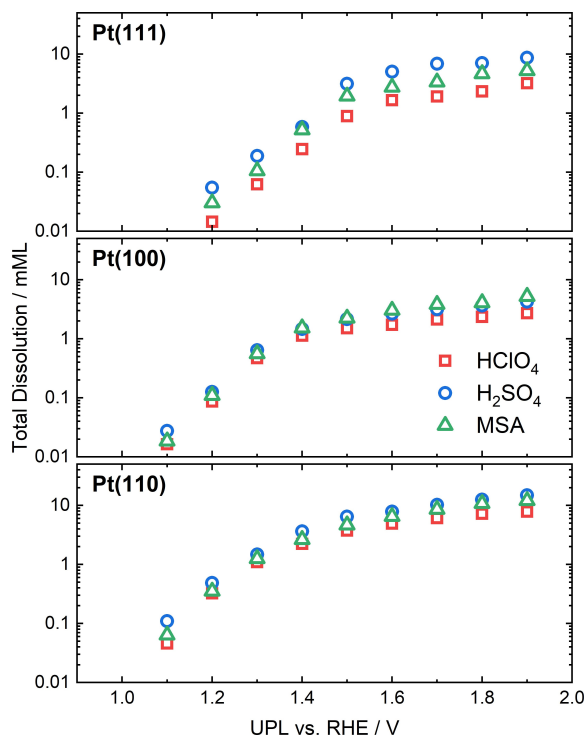 Pt(111)
10
1
0.1
0.01
Pt(100)
10
1
0.1
0.01
HClO₄
H₂SO₄
MSA
Pt(110)
10
1
0.1
0.01
Total Dissolution / mML
1.0 1.2 1.4 1.6 1.8 2.0
UPL vs. RHE / V